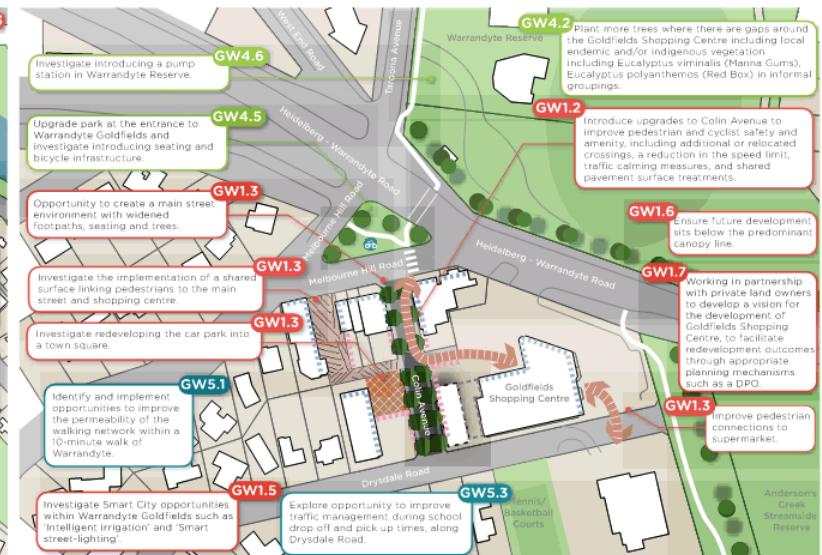 GW4.6
Investigate introducing a pump
station in Warrandyte Reserve.
GW4.5
Upgrade park at the entrance to
Warrandyte Goldfields and
investigate introducing seating and
bicycle infrastructure.
GW1.3
Opportunity to create a main street
environment with widened
footpaths, seating and trees.
GW1.3
Investigate the implementation of a shared
surface linking pedestrians to the main
street and shopping centre.
GW1.3
Investigate redeveloping the car park into
a town square.
GW5.1
Identify and implement
opportunities to improve
the permeability of the
walking network within a
10-minute walk of
Warrandyte.
GW1.5
Investigate Smart City opportunities
within Warrandyte Goldfields such as
'Intelligent irrigation' and 'Smart
street-lighting'.
GW5.3
Explore opportunity to improve
traffic management during school
drop off and pick up times, along
Drysdale Road.
GW4.2
Plant more trees where there are gaps around
the Goldfields Shopping Centre including local
endemic and/or indigenous vegetation
including Eucalyptus viminalis (Manna Gums),
Eucalyptus polyanthemos (Red Box) in informal
groupings.
GW1.2
Introduce upgrades to Colin Avenue to
improve pedestrian and cyclist safety and
amenity, including additional or relocated
crossings, a reduction in the speed limit,
traffic calming measures, and shared
pavement surface treatments.
GW1.6
Ensure future development
sits below the predominant
canopy line.
GW1.7
Working in partnership
with private land owners
to develop a vision for
the development of
Goldfields Shopping
Centre, to facilitate
redevelopment outcomes
through appropriate
planning mechanisms
such as a DPO.
GW1.3
Improve pedestrian
connections to
supermarket.
West End Road
Taroona Avenue
Warrandyte Reserve
Heidelberg - Warrandyte Road
Melbourne Hill Road
Melbourne Hill Road
Heidelberg - Warrandyte Road
Colin Avenue
Goldfields
Shopping Centre
Drysdale Road
Tennis/
Basketball
Courts
Anderson's
Creek
Streamside
Reserve